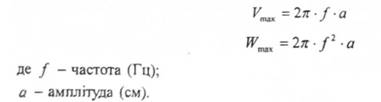 V_max = 2π · f · a
W_max = 2π · f² · a
де f – частота (Гц);
a – амплітуда (см).